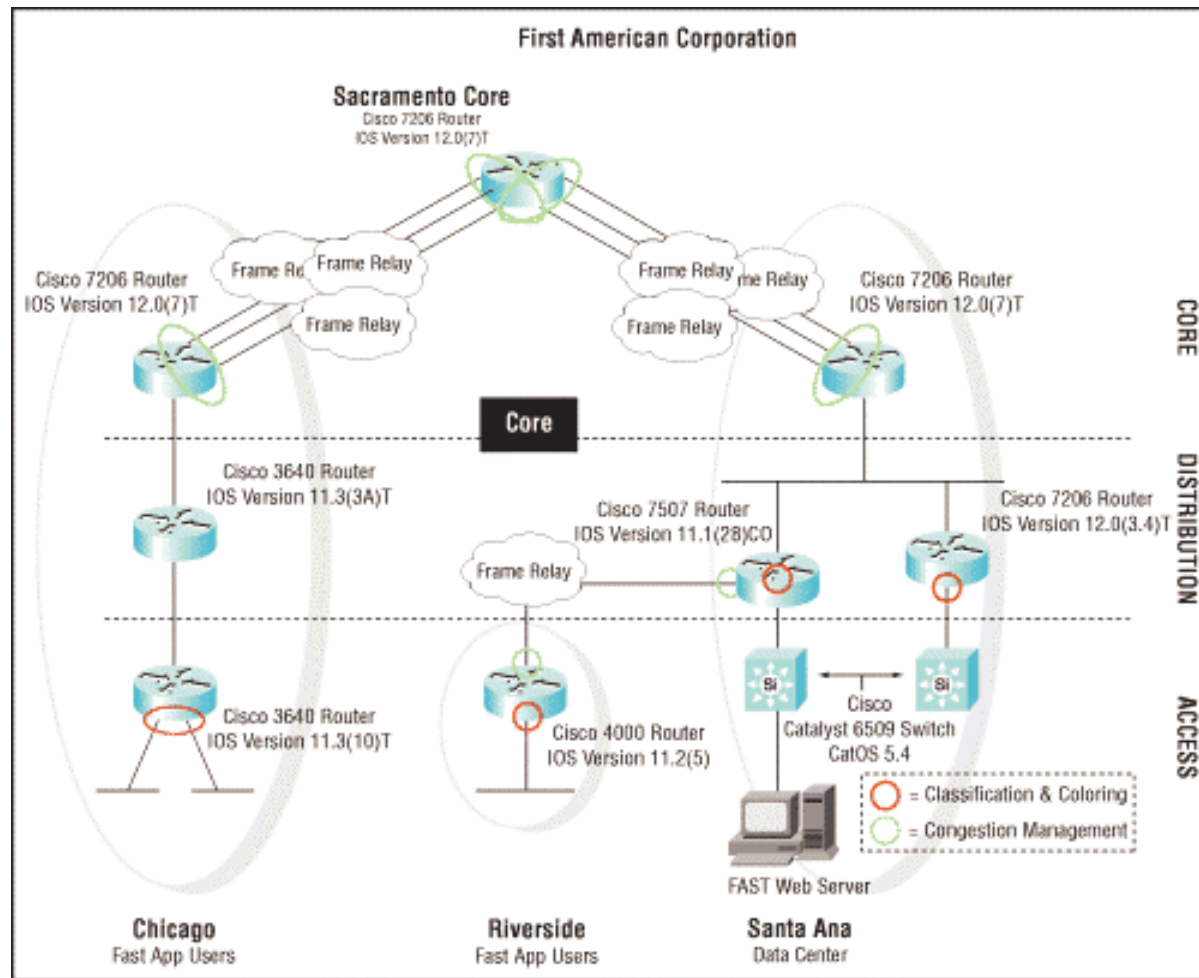 First American Corporation
Sacramento Core
Cisco 7206 Router
IOS Version 12.0(7)T
Cisco 7206 Router
IOS Version 12.0(7)T
Frame Re
Frame Relay
Frame Relay
Frame Relay
me Relay
Frame Relay
Cisco 7206 Router
IOS Version 12.0(7)T
CORE
Core
Cisco 3640 Router
IOS Version 11.3(3A)T
Cisco 7507 Router
IOS Version 11.1(28)CO
Cisco 7206 Router
IOS Version 12.0(3.4)T
Frame Relay
DISTRIBUTION
Cisco 3640 Router
IOS Version 11.3(10)T
Cisco 4000 Router
IOS Version 11.2(5)
Si
Si
Cisco
Catalyst 6509 Switch
CatOS 5.4
ACCESS
= Classification & Coloring
= Congestion Management
FAST Web Server
Chicago
Fast App Users
Riverside
Fast App Users
Santa Ana
Data Center